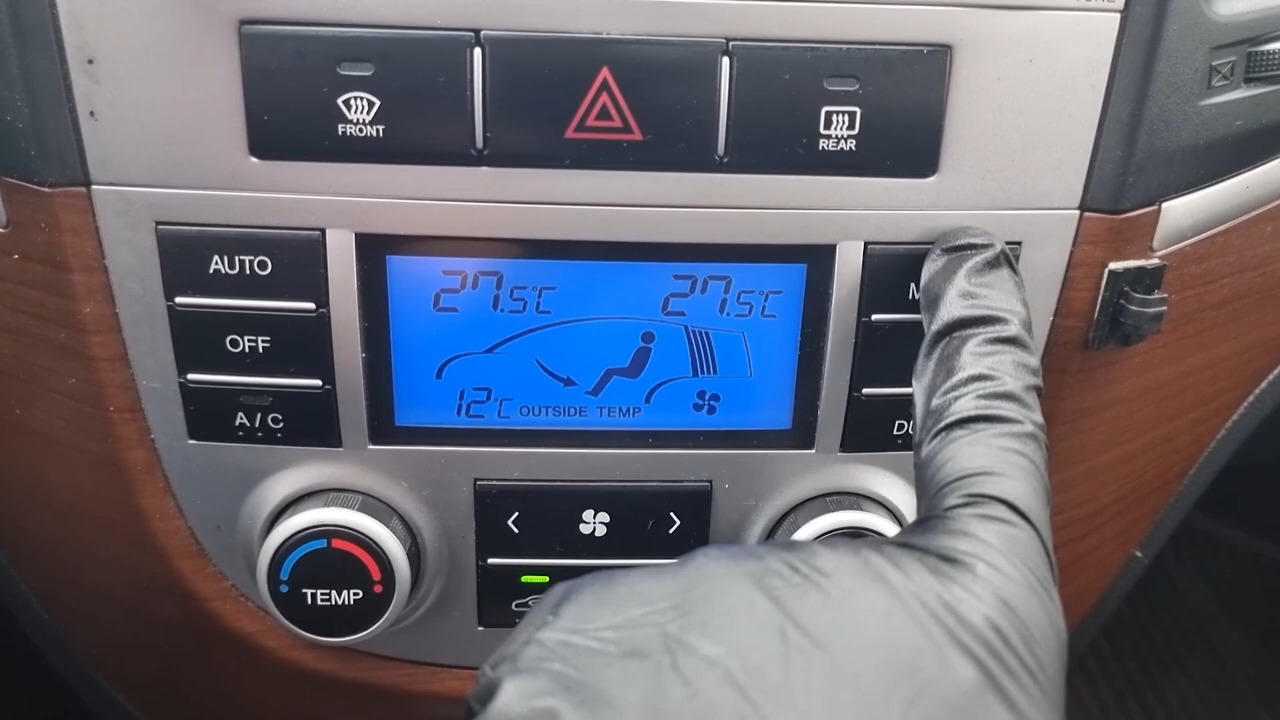 FRONT
REAR
AUTO
OFF
A/C
27.5°C
27.5°C
12°C OUTSIDE TEMP
TEMP